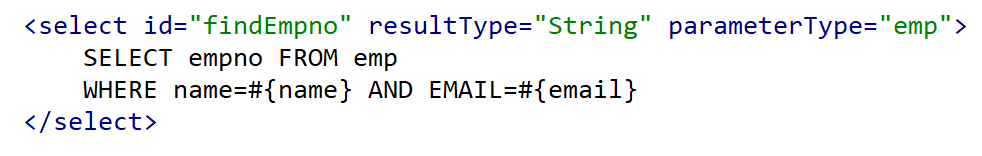 <select id="findEmpno" resultType="String" parameterType="emp">
    SELECT empno FROM emp
    WHERE name=#{name} AND EMAIL=#{email}
</select>